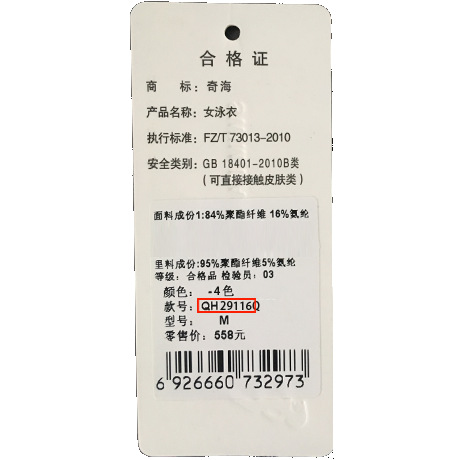 合格证
商 标：奇海
产品名称：女泳衣
执行标准：FZ/T 73013-2010
安全类别：GB 18401-2010B类
（可直接接触皮肤类）
面料成份1:84%聚酯纤维 16%氨纶
里料成份:95%聚酯纤维5%氨纶
等级：合格品 检验员：03
颜色： -4色
款号：QH29116Q
型号： M
零售价：558元
6 926660 732973